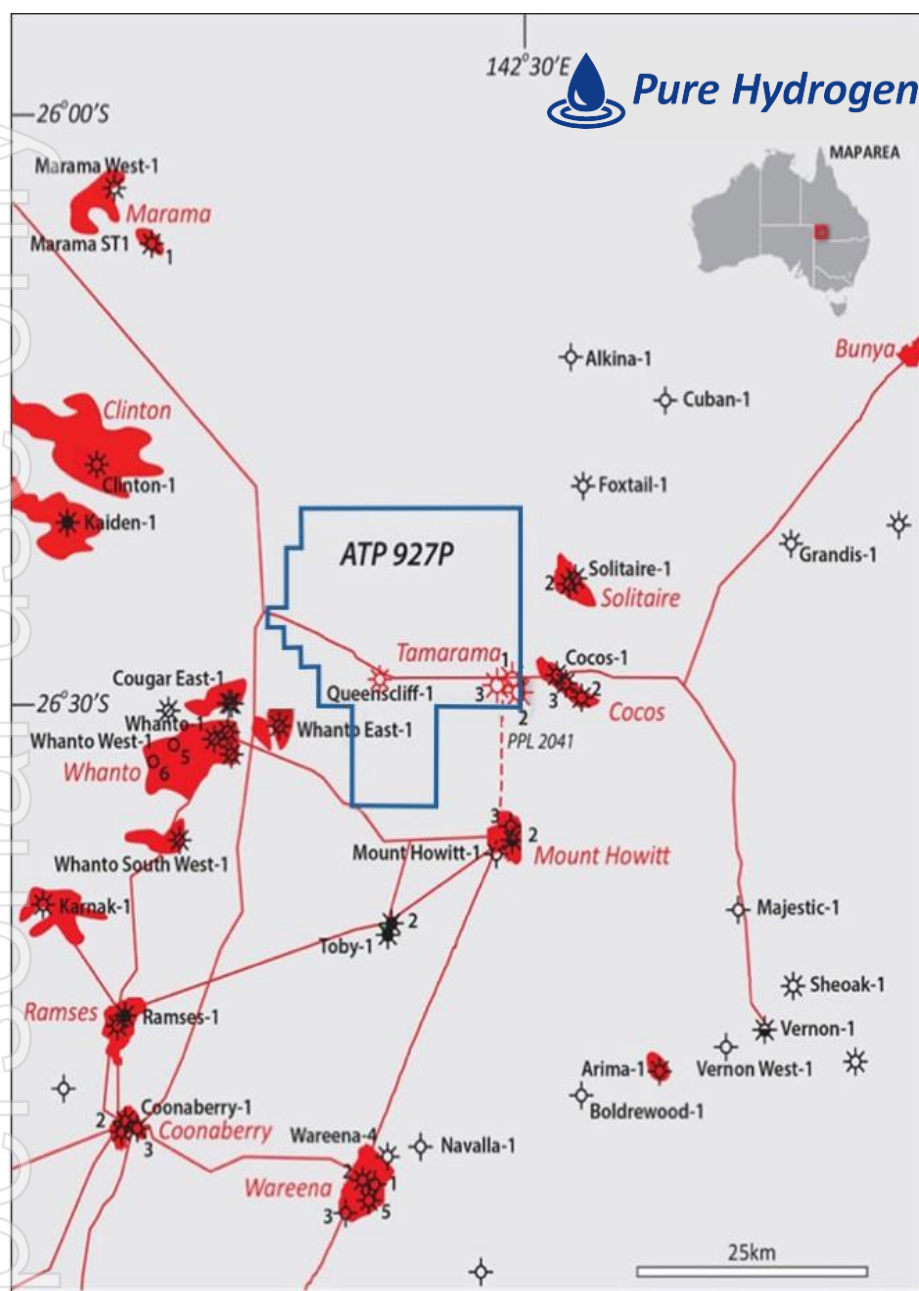 142°30'E
Pure Hydrogen
26°00'S
MAP AREA
Marama West-1
Marama
Marama ST1
1
Alkina-1
Bunya
Cuban-1
Clinton
Clinton-1
Foxtail-1
Kaiden-1
ATP 927P
Grandis-1
Solitaire-1
2
Solitaire
Tamarama 1
Cocos-1
Cougar East-1
Queenscliff-1
3
3
2
26°30'S
2
Cocos
Whanto-1
Whanto East-1
Whanto West-1
5
PPL 2041
Whanto
6
3
2
Mount Howitt-1
Mount Howitt
Whanto South West-1
Karnak-1
Majestic-1
2
Toby-1
Sheoak-1
Ramses
Ramses-1
Vernon-1
Arima-1
Vernon West-1
Boldrewood-1
Coonaberry-1
2
Coonaberry
3
Wareena-4
Navalla-1
2
1
Wareena
3
5
25km